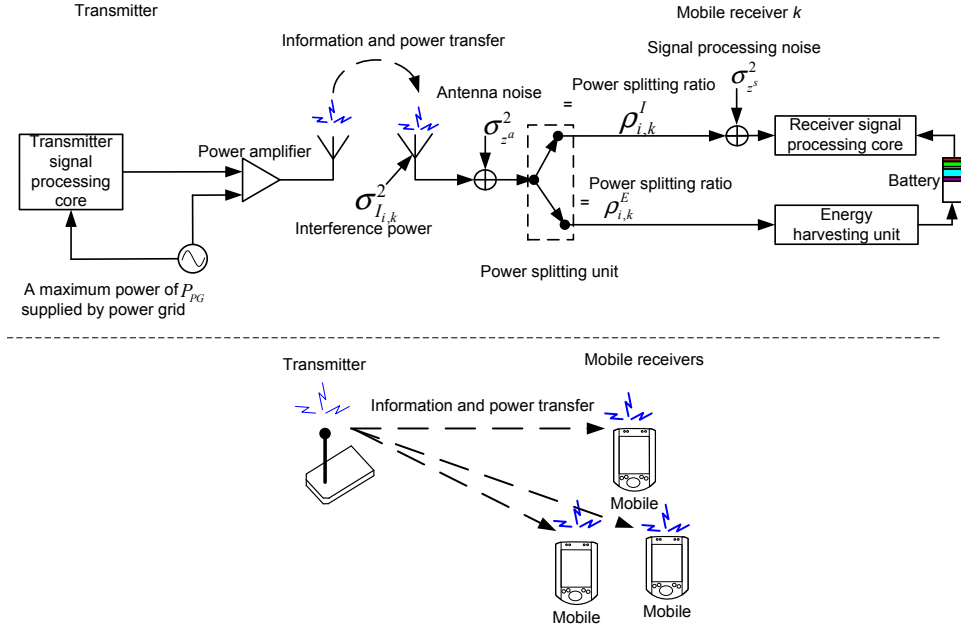 Transmitter
Mobile receiver k
Information and power transfer
Signal processing noise
σ²_{z^s}
Antenna noise
σ²_{z^a}
= Power splitting ratio
ρ^I_{i,k}
Transmitter signal processing core
Power amplifier
Receiver signal processing core
σ²_{I_{i,k}}
Interference power
= Power splitting ratio
ρ^E_{i,k}
Battery
Energy harvesting unit
Power splitting unit
A maximum power of P_{PG}
supplied by power grid
Transmitter
Mobile receivers
Information and power transfer
Mobile
Mobile
Mobile